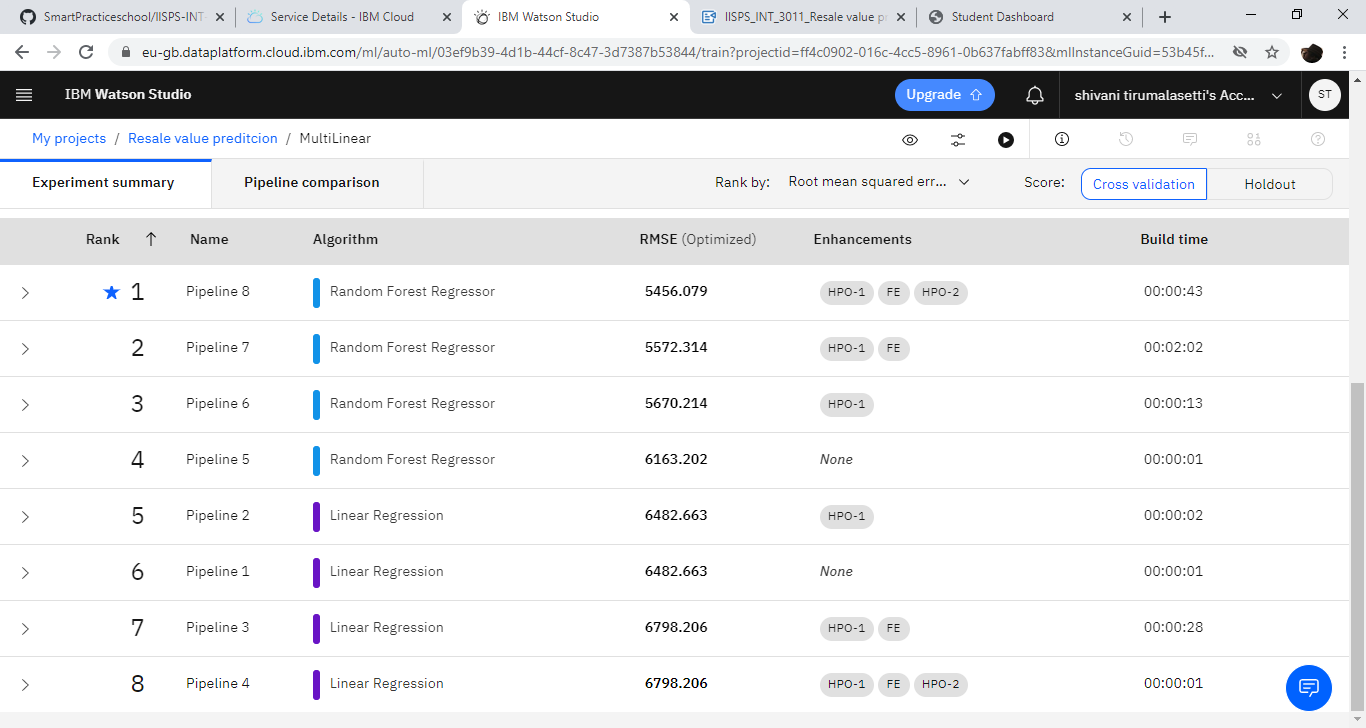 SmartPracticeschool/IISPS-INT
Service Details - IBM Cloud
IBM Watson Studio
IISPS_INT_3011_Resale value pr
Student Dashboard
eu-gb.dataplatform.cloud.ibm.com/ml/auto-ml/03ef9b39-4d1b-44cf-8c47-3d7387b53844/train?projectid=ff4c0902-016c-4cc5-8961-0b637fabff83&mlInstanceGuid=53b45f...
IBM Watson Studio
Upgrade
shivani tirumalasetti's Acc...
ST
My projects / Resale value preditcion / MultiLinear
Experiment summary
Pipeline comparison
Rank by: Root mean squared err...
Score: Cross validation Holdout
Rank Name Algorithm RMSE (Optimized) Enhancements Build time
1 Pipeline 8 Random Forest Regressor 5456.079 HPO-1 FE HPO-2 00:00:43
2 Pipeline 7 Random Forest Regressor 5572.314 HPO-1 FE 00:02:02
3 Pipeline 6 Random Forest Regressor 5670.214 HPO-1 00:00:13
4 Pipeline 5 Random Forest Regressor 6163.202 None 00:00:01
5 Pipeline 2 Linear Regression 6482.663 HPO-1 00:00:02
6 Pipeline 1 Linear Regression 6482.663 None 00:00:01
7 Pipeline 3 Linear Regression 6798.206 HPO-1 FE 00:00:28
8 Pipeline 4 Linear Regression 6798.206 HPO-1 FE HPO-2 00:00:01